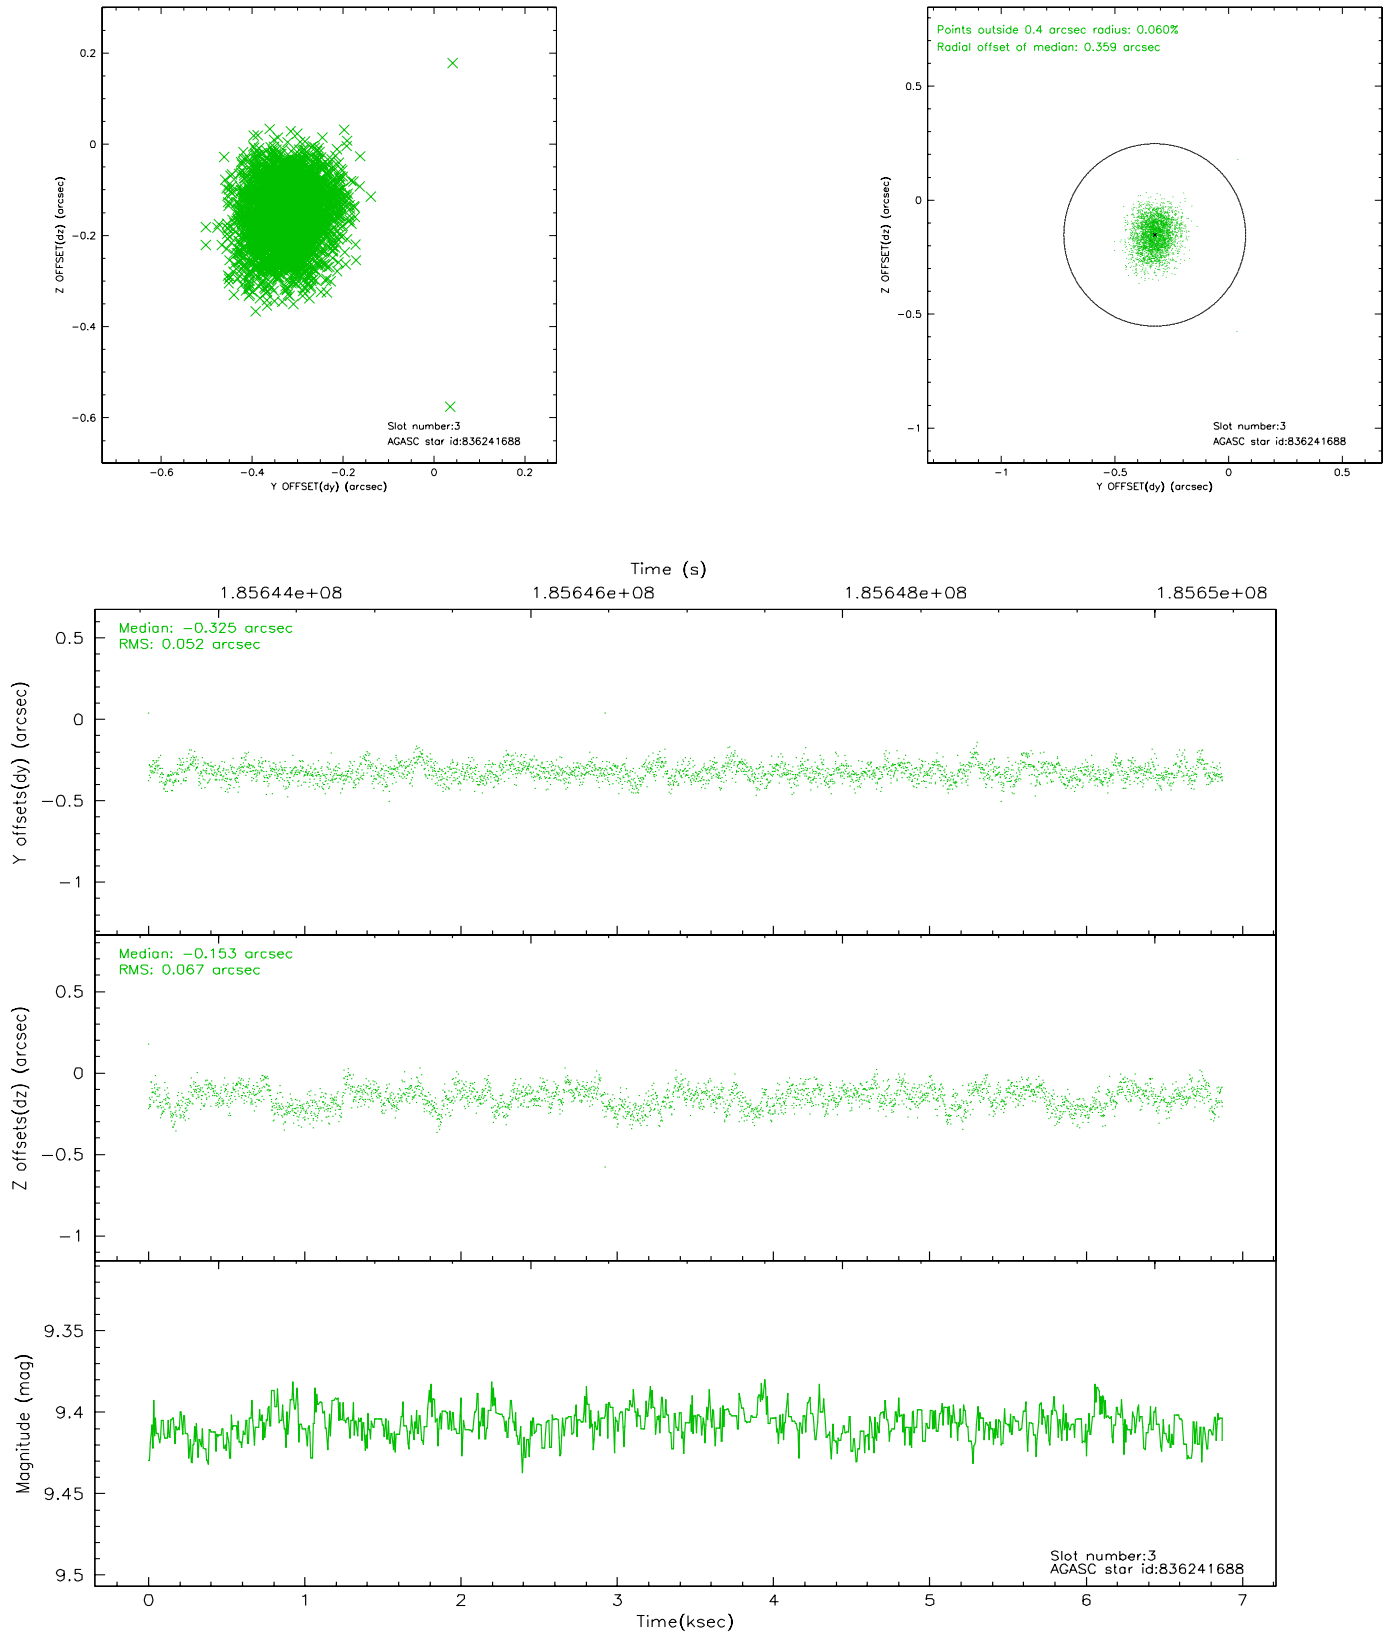 0.2
0
−0.2
−0.4
−0.6
Z OFFSET(dz) (arcsec)
−0.6 −0.4 −0.2 0 0.2
Y OFFSET(dy) (arcsec)
Slot number:3
AGASC star id:836241688
Points outside 0.4 arcsec radius: 0.060%
Radial offset of median: 0.359 arcsec
0.5
0
−0.5
−1
Z OFFSET(dz) (arcsec)
−1 −0.5 0 0.5
Y OFFSET(dy) (arcsec)
Slot number:3
AGASC star id:836241688
Time (s)
1.85644e+08 1.85646e+08 1.85648e+08 1.8565e+08
Median: −0.325 arcsec
RMS: 0.052 arcsec
0.5
0
−0.5
−1
Y offsets(dy) (arcsec)
Median: −0.153 arcsec
RMS: 0.067 arcsec
0.5
0
−0.5
−1
Z offsets(dz) (arcsec)
9.35
9.4
9.45
9.5
Magnitude (mag)
Slot number:3
AGASC star id:836241688
0 1 2 3 4 5 6 7
Time(ksec)